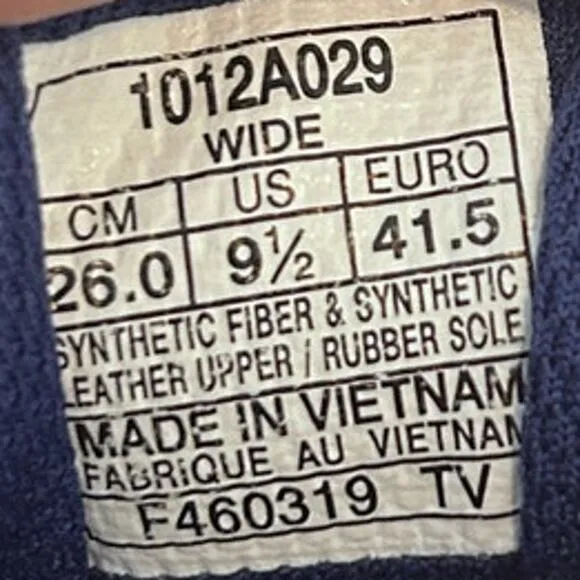 1012A029
WIDE
CM US EURO
26.0 9½ 41.5
SYNTHETIC FIBER & SYNTHETIC
LEATHER UPPER / RUBBER SOLE
MADE IN VIETNAM
FABRIQUE AU VIETNAM
F460319 TV